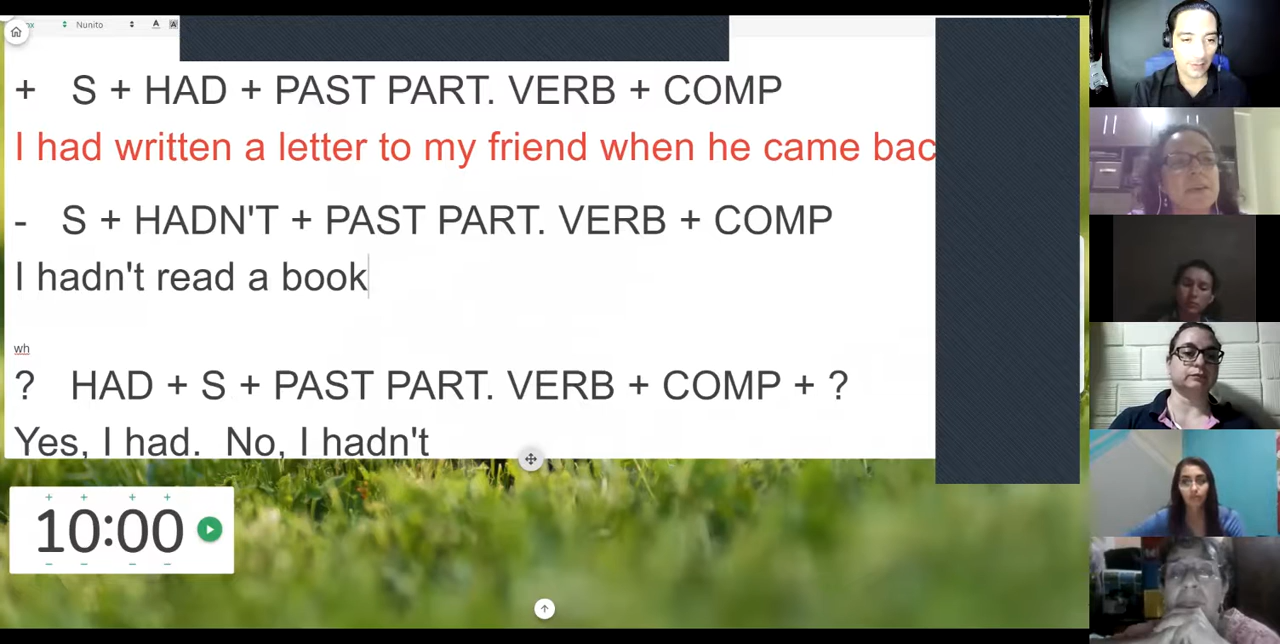 Nunito A A
+ S + HAD + PAST PART. VERB + COMP
I had written a letter to my friend when he came bac
- S + HADN'T + PAST PART. VERB + COMP
I hadn't read a book
wh
? HAD + S + PAST PART. VERB + COMP + ?
Yes, I had. No, I hadn't
10:00